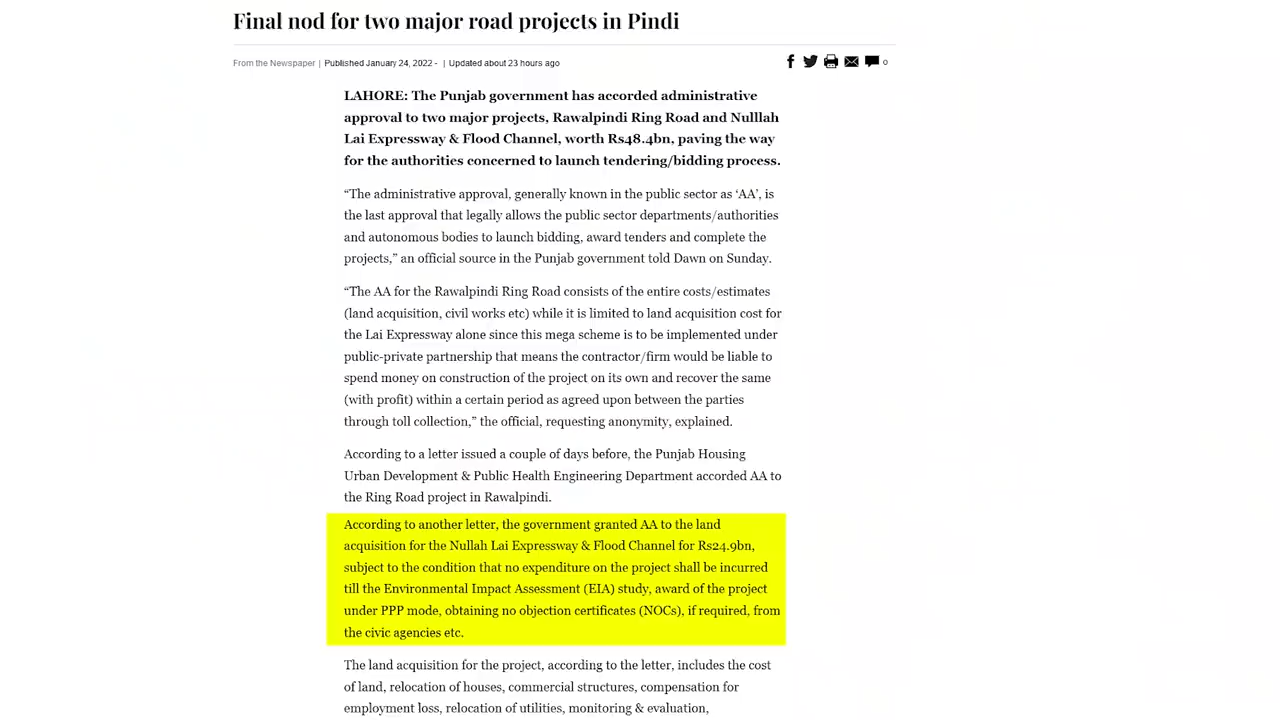 Final nod for two major road projects in Pindi
From the Newspaper | Published January 24, 2022 - | Updated about 23 hours ago
0
LAHORE: The Punjab government has accorded administrative
approval to two major projects, Rawalpindi Ring Road and Nulllah
Lai Expressway & Flood Channel, worth Rs48.4bn, paving the way
for the authorities concerned to launch tendering/bidding process.
“The administrative approval, generally known in the public sector as ‘AA’, is
the last approval that legally allows the public sector departments/authorities
and autonomous bodies to launch bidding, award tenders and complete the
projects,” an official source in the Punjab government told Dawn on Sunday.
“The AA for the Rawalpindi Ring Road consists of the entire costs/estimates
(land acquisition, civil works etc) while it is limited to land acquisition cost for
the Lai Expressway alone since this mega scheme is to be implemented under
public-private partnership that means the contractor/firm would be liable to
spend money on construction of the project on its own and recover the same
(with profit) within a certain period as agreed upon between the parties
through toll collection,” the official, requesting anonymity, explained.
According to a letter issued a couple of days before, the Punjab Housing
Urban Development & Public Health Engineering Department accorded AA to
the Ring Road project in Rawalpindi.
According to another letter, the government granted AA to the land
acquisition for the Nullah Lai Expressway & Flood Channel for Rs24.9bn,
subject to the condition that no expenditure on the project shall be incurred
till the Environmental Impact Assessment (EIA) study, award of the project
under PPP mode, obtaining no objection certificates (NOCs), if required, from
the civic agencies etc.
The land acquisition for the project, according to the letter, includes the cost
of land, relocation of houses, commercial structures, compensation for
employment loss, relocation of utilities, monitoring & evaluation,